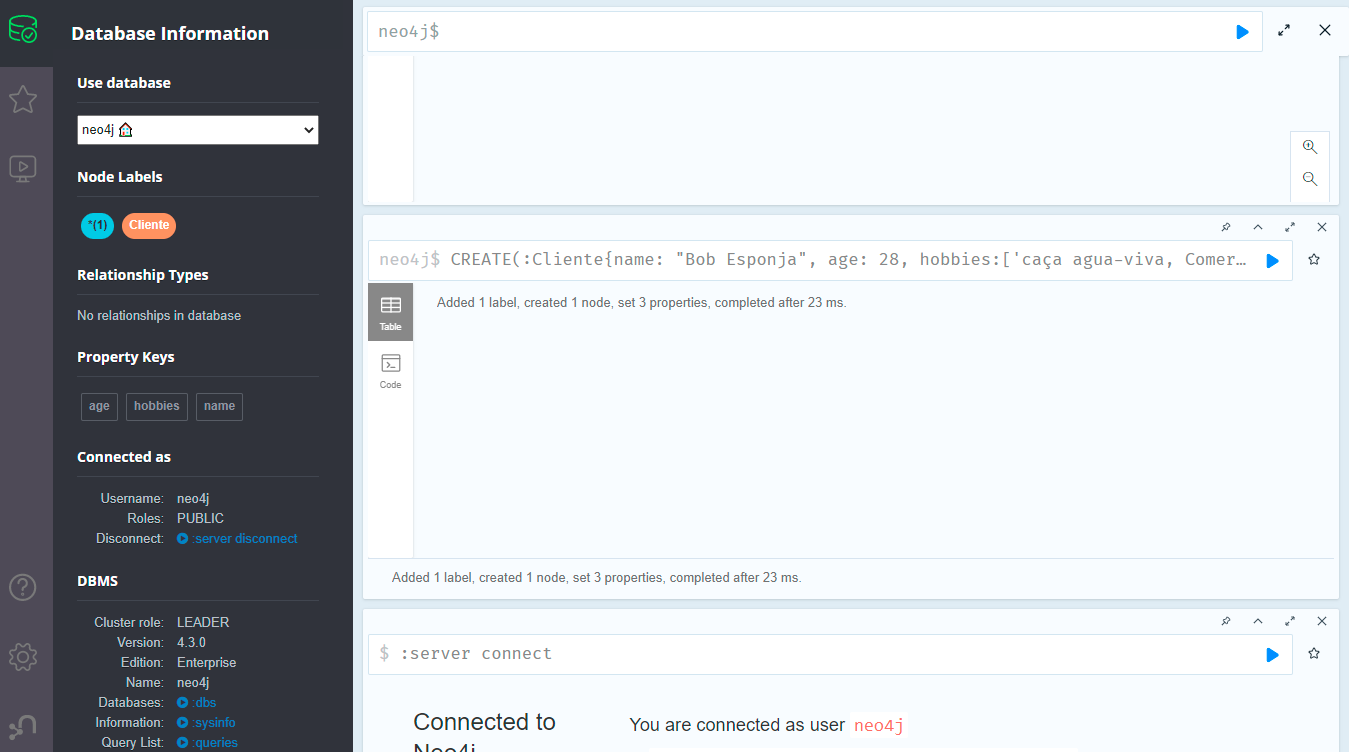 Database Information
Use database
neo4j
Node Labels
*(1) Cliente
Relationship Types
No relationships in database
Property Keys
age hobbies name
Connected as
Username: neo4j
Roles: PUBLIC
Disconnect: :server disconnect
DBMS
Cluster role: LEADER
Version: 4.3.0
Edition: Enterprise
Name: neo4j
Databases: :dbs
Information: :sysinfo
Query List: :queries
neo4j$
neo4j$ CREATE(:Cliente{name: "Bob Esponja", age: 28, hobbies:['caça agua-viva, Comer…
Table
Code
Added 1 label, created 1 node, set 3 properties, completed after 23 ms.
Added 1 label, created 1 node, set 3 properties, completed after 23 ms.
$ :server connect
Connected to
Neo4j
You are connected as user neo4j